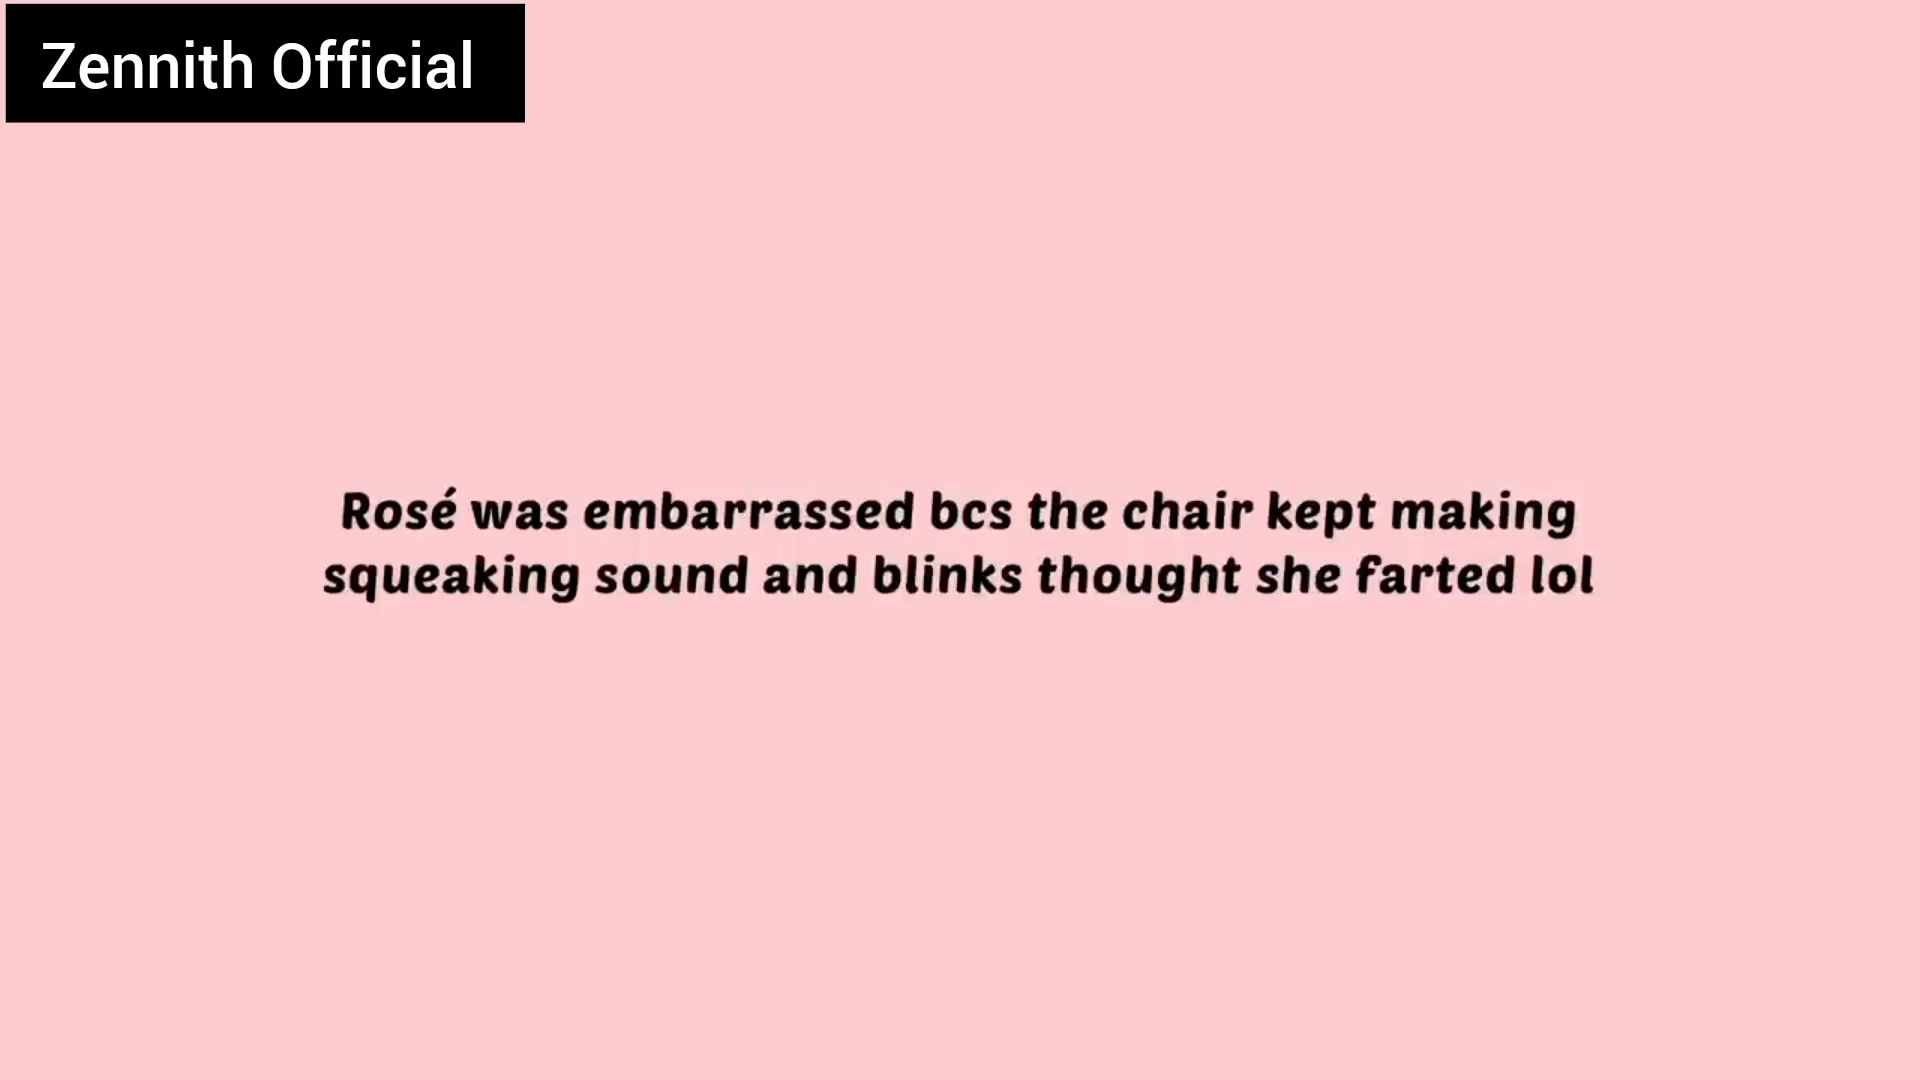 Zennith Official
Rosé was embarrassed bcs the chair kept making
squeaking sound and blinks thought she farted lol